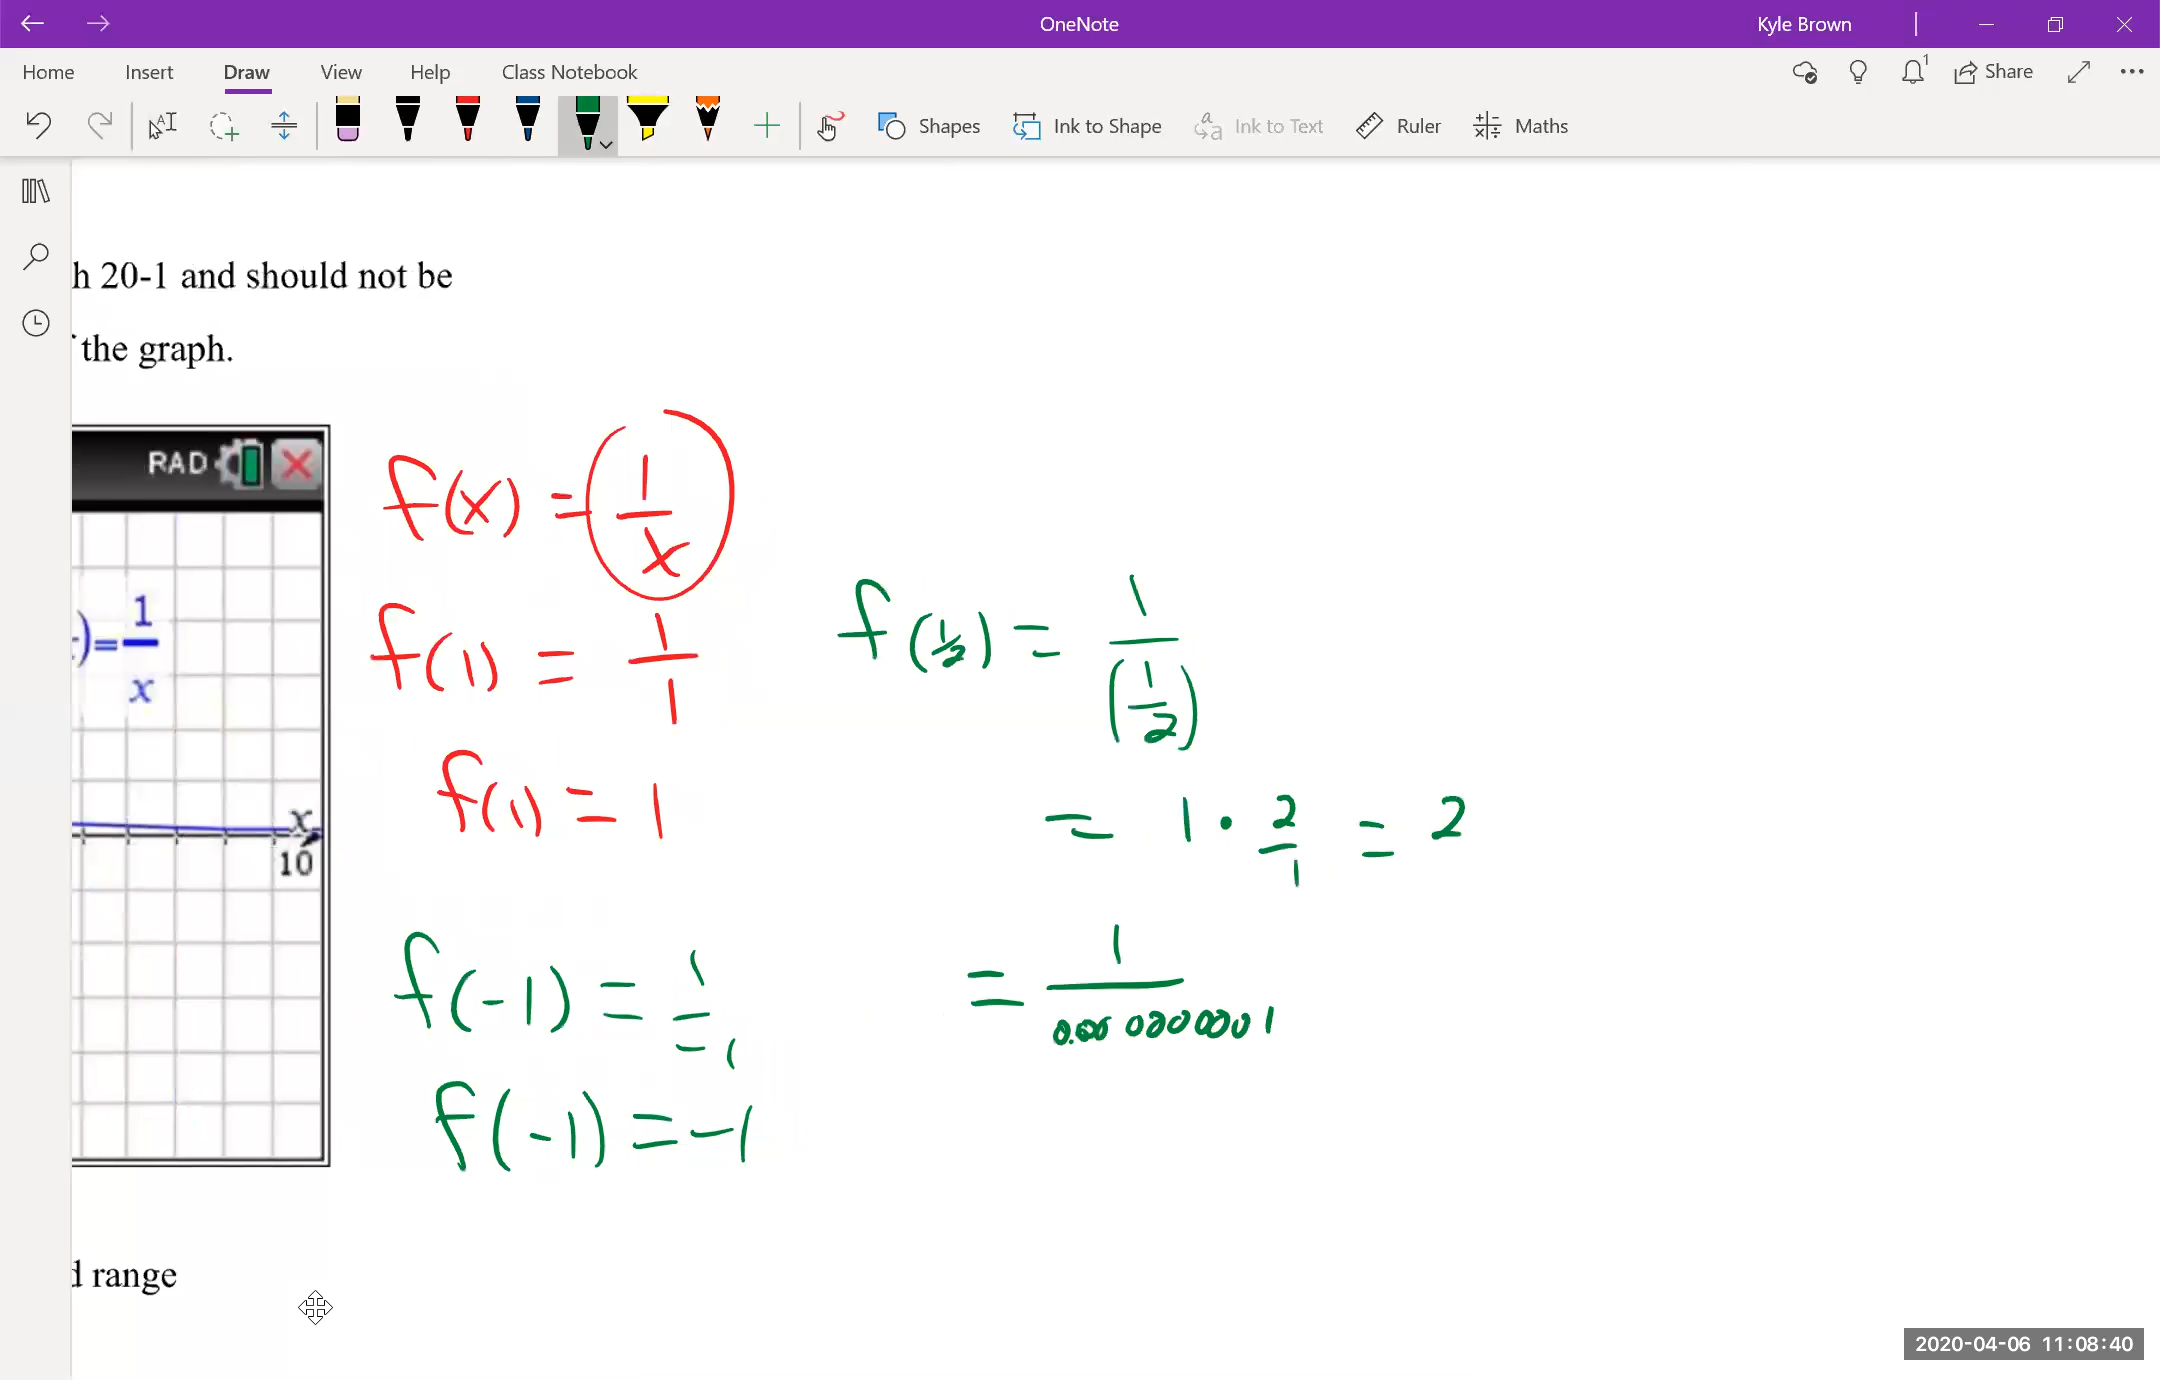 OneNote
Kyle Brown
Home Insert Draw View Help Class Notebook
1 Share
Shapes Ink to Shape Ink to Text Ruler Maths
h 20-1 and should not be
the graph.
RAD
)=1/x
x
10
f(x) = 1/x
f(1) = 1/1
f(1) = 1
f(-1) = 1/-1
f(-1) = -1
f(1/2) = 1/(1/2)
= 1 · 2/1 = 2
= 1/0.0000000001
d range
2020-04-06 11:08:40